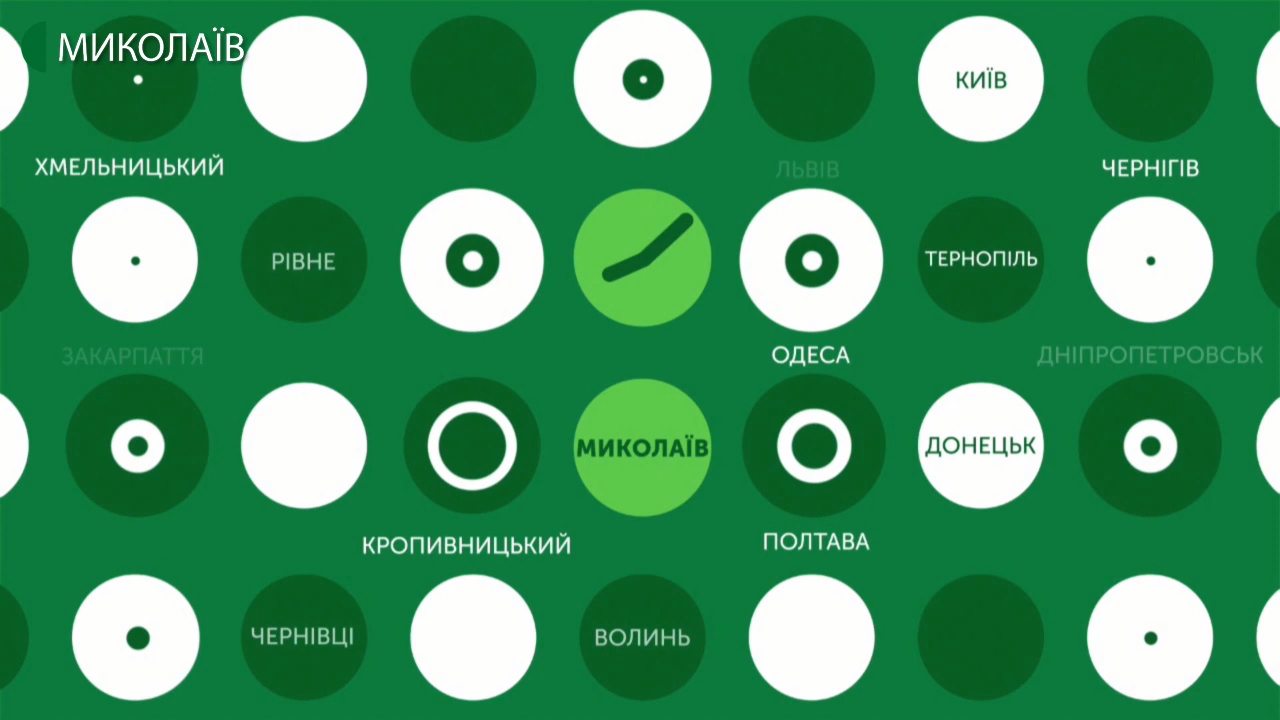 МИКОЛАЇВ
КИЇВ
ХМЕЛЬНИЦЬКИЙ
ЛЬВІВ
ЧЕРНІГІВ
РІВНЕ
ТЕРНОПІЛЬ
ЗАКАРПАТТЯ
ОДЕСА
ДНІПРОПЕТРОВСЬК
МИКОЛАЇВ
ДОНЕЦЬК
КРОПИВНИЦЬКИЙ
ПОЛТАВА
ЧЕРНІВЦІ
ВОЛИНЬ